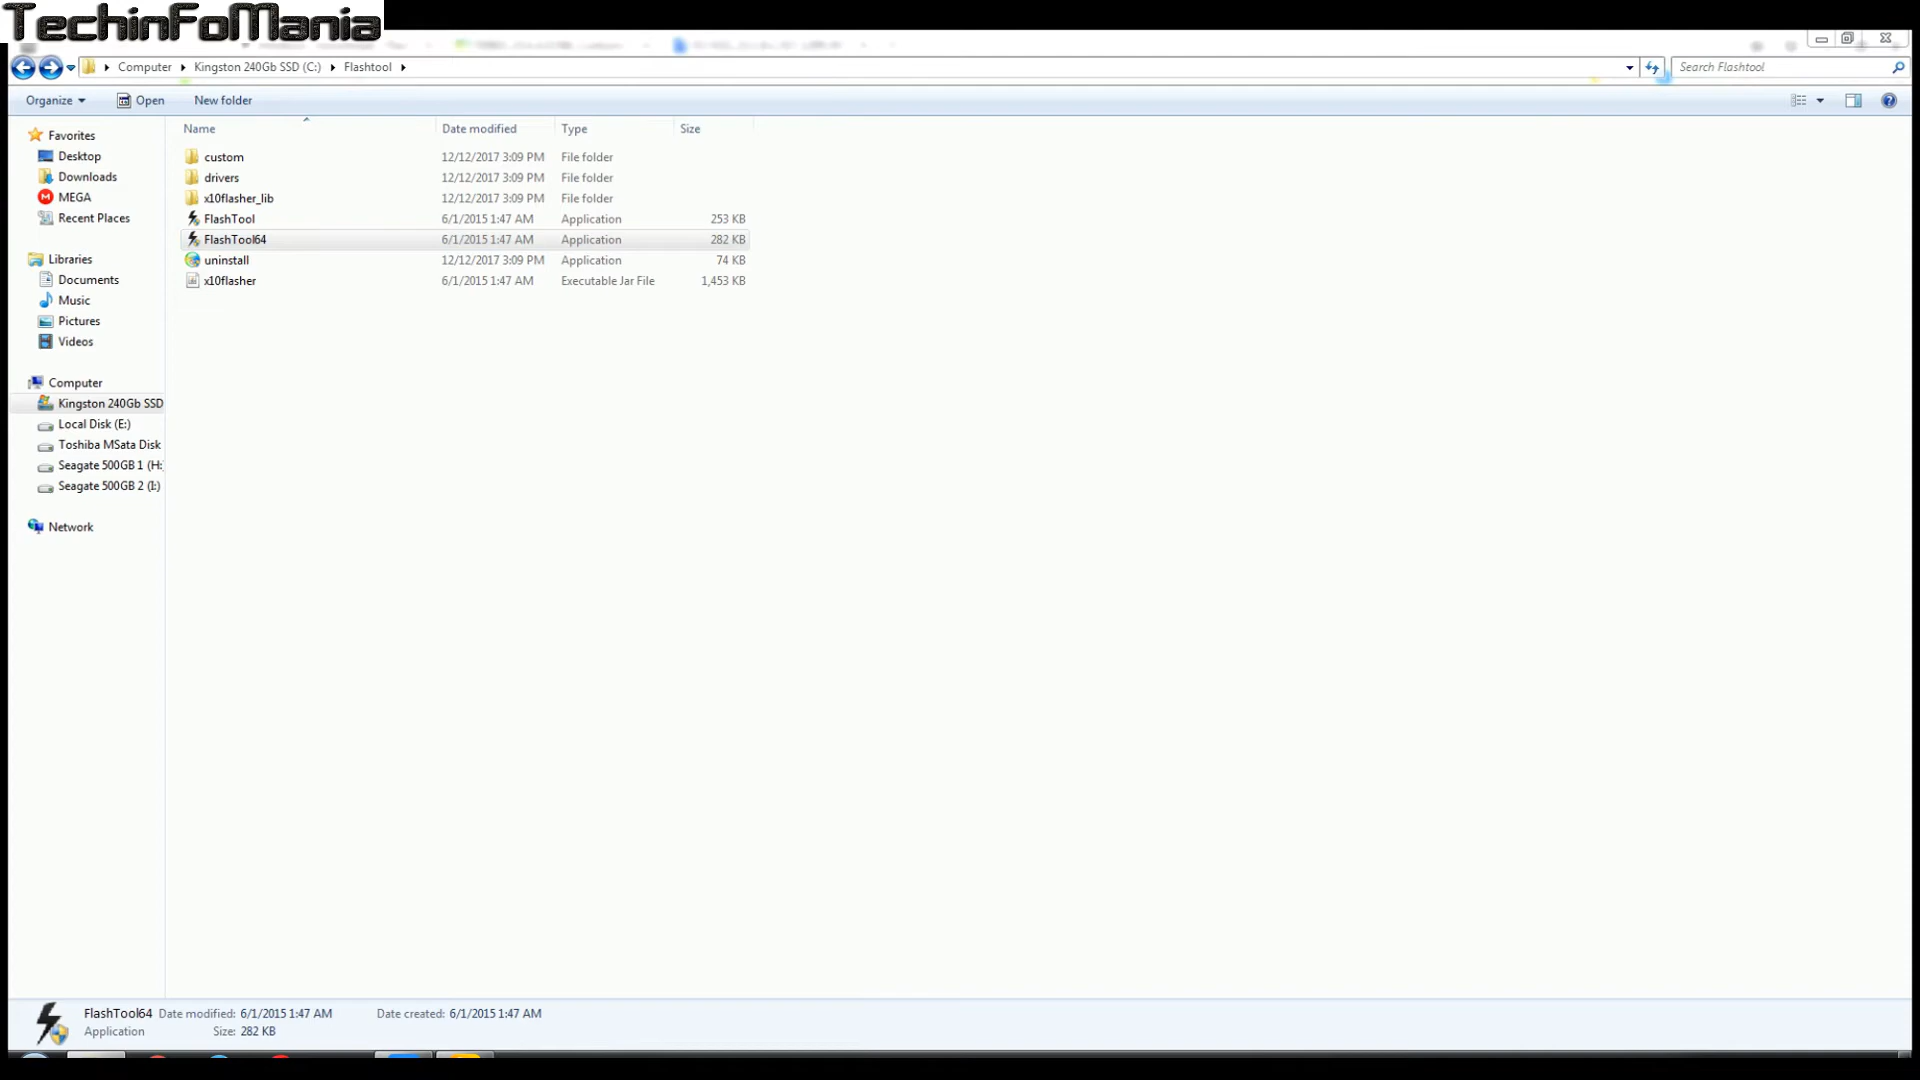 TechinFoMania
Computer Kingston 240Gb SSD (C:) Flashtool
Search Flashtool
Organize Open New folder
Name Date modified Type Size
custom 12/12/2017 3:09 PM File folder
drivers 12/12/2017 3:09 PM File folder
x10flasher_lib 12/12/2017 3:09 PM File folder
FlashTool 6/1/2015 1:47 AM Application 253 KB
FlashTool64 6/1/2015 1:47 AM Application 282 KB
uninstall 12/12/2017 3:09 PM Application 74 KB
x10flasher 6/1/2015 1:47 AM Executable Jar File 1,453 KB
Favorites
Desktop
Downloads
MEGA
Recent Places
Libraries
Documents
Music
Pictures
Videos
Computer
Kingston 240Gb SSD
Local Disk (E:)
Toshiba MSata Disk
Seagate 500GB 1 (H:
Seagate 500GB 2 (I:)
Network
FlashTool64 Date modified: 6/1/2015 1:47 AM Date created: 6/1/2015 1:47 AM
Application Size: 282 KB